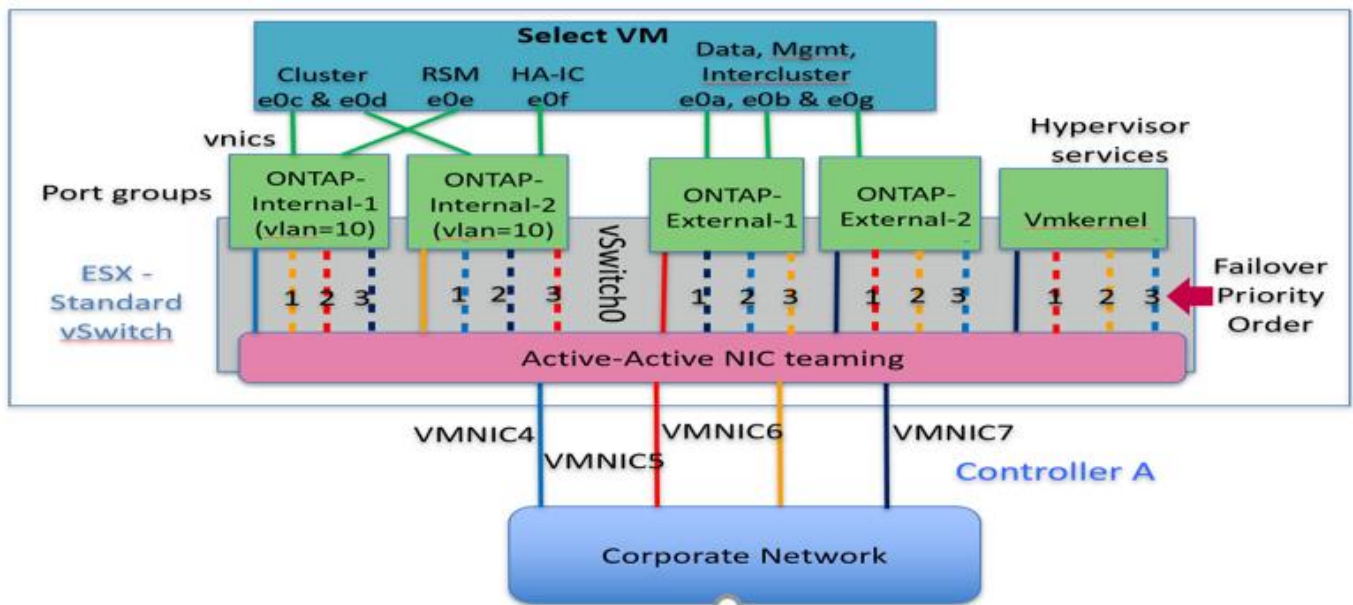 Select VM
Cluster
e0c & e0d
RSM
e0e
HA-IC
e0f
Data, Mgmt,
Intercluster
e0a, e0b & e0g
vnics
Hypervisor
services
Port groups
ONTAP-
Internal-1
(vlan=10)
ONTAP-
Internal-2
(vlan=10)
ONTAP-
External-1
ONTAP-
External-2
Vmkernel
ESX -
Standard
vSwitch
vSwitch0
1 2 3
1 2 3
1 2 3
1 2 3
1 2 3
Failover
Priority
Order
Active-Active NIC teaming
VMNIC4
VMNIC5
VMNIC6
VMNIC7
Controller A
Corporate Network